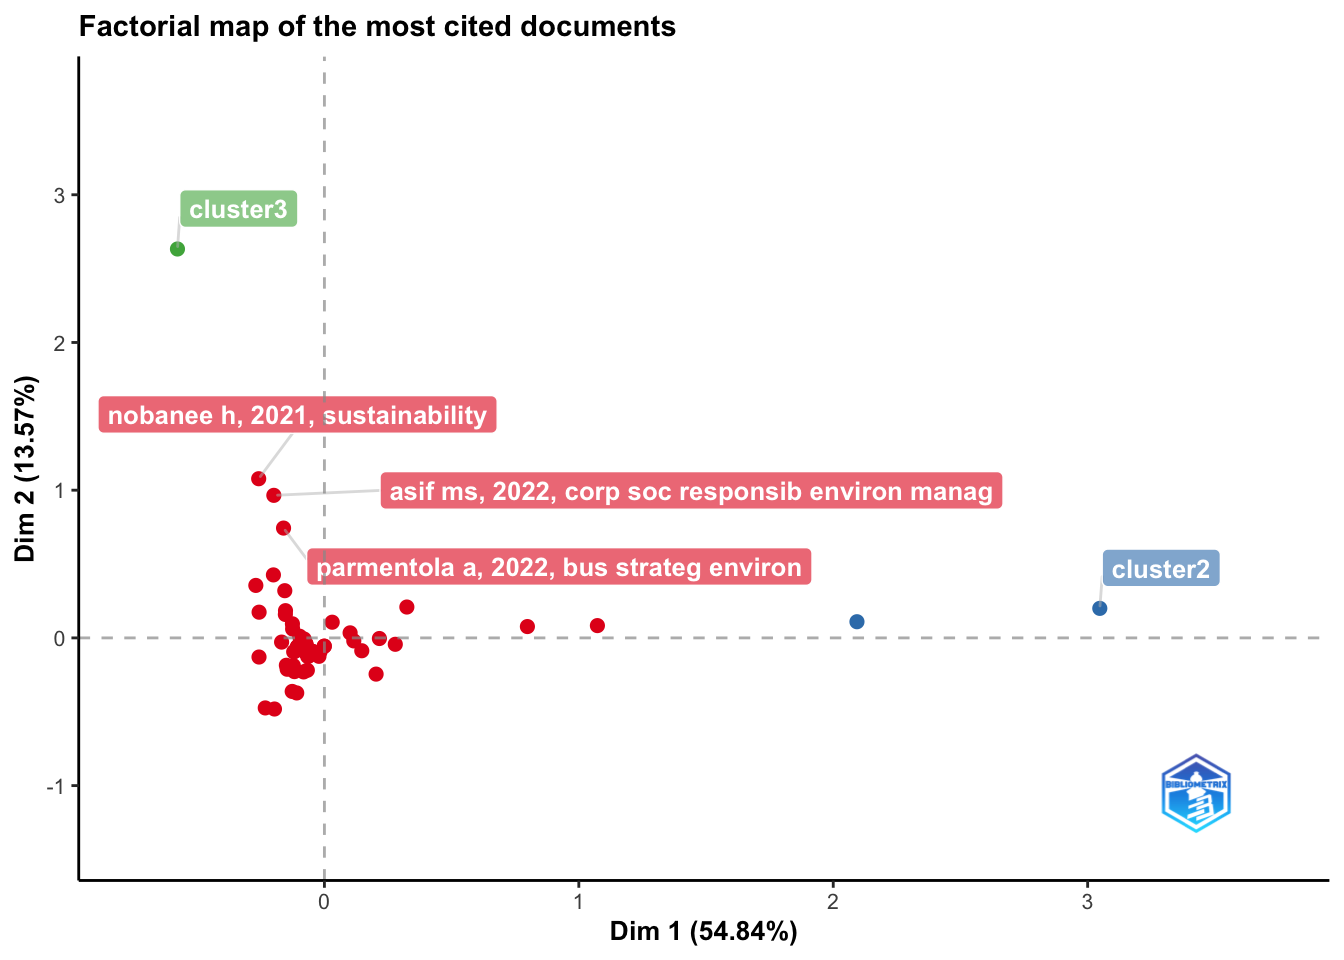 Factorial map of the most cited documents
3
cluster3
2
nobanee h, 2021, sustainability
1
asif ms, 2022, corp soc responsib environ manag
parmentola a, 2022, bus strateg environ
cluster2
0
-1
BIBLIOMETRIX
Dim 2 (13.57%)
0 1 2 3
Dim 1 (54.84%)